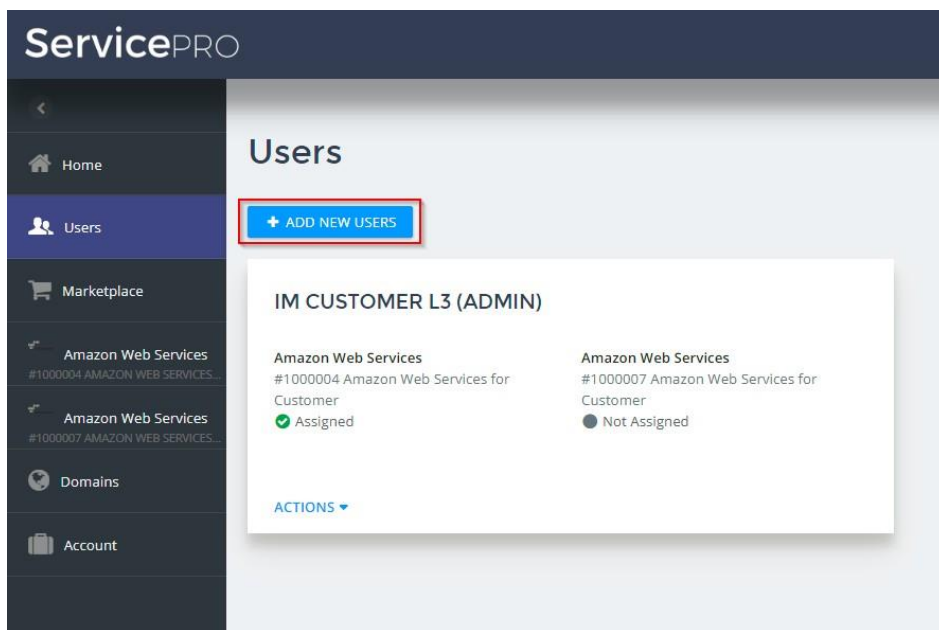 ServicePRO
Home
Users
Marketplace
Amazon Web Services
#1000004 AMAZON WEB SERVICES...
Amazon Web Services
#1000007 AMAZON WEB SERVICES...
Domains
Account
Users
+ ADD NEW USERS
IM CUSTOMER L3 (ADMIN)
Amazon Web Services
#1000004 Amazon Web Services for
Customer
Assigned
Amazon Web Services
#1000007 Amazon Web Services for
Customer
Not Assigned
ACTIONS